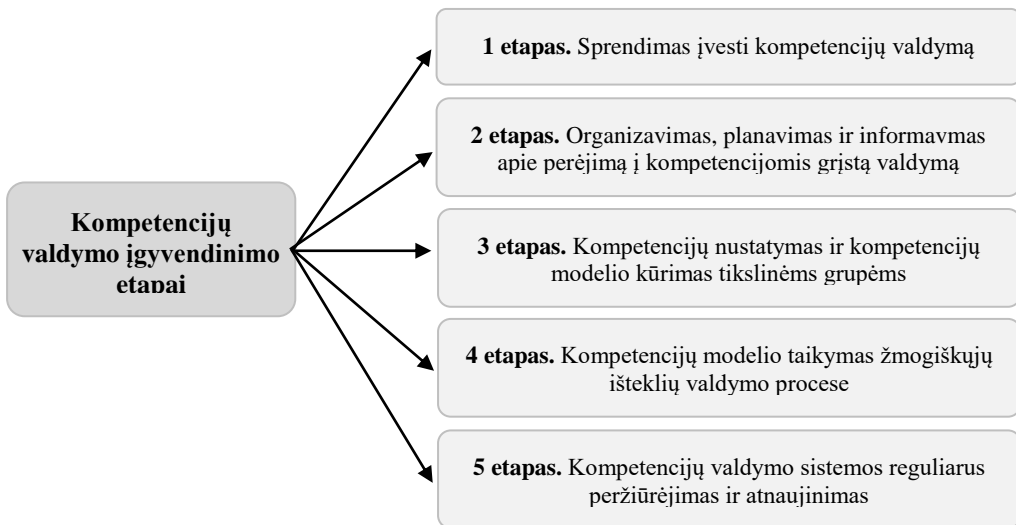 1 etapas. Sprendimas įvesti kompetencijų valdymą
2 etapas. Organizavimas, planavimas ir informavmas
apie perėjimą į kompetencijomis grįstą valdymą
Kompetencijų
valdymo įgyvendinimo
etapai
3 etapas. Kompetencijų nustatymas ir kompetencijų
modelio kūrimas tikslinėms grupėms
4 etapas. Kompetencijų modelio taikymas žmogiškųjų
išteklių valdymo procese
5 etapas. Kompetencijų valdymo sistemos reguliarus
peržiūrėjimas ir atnaujinimas